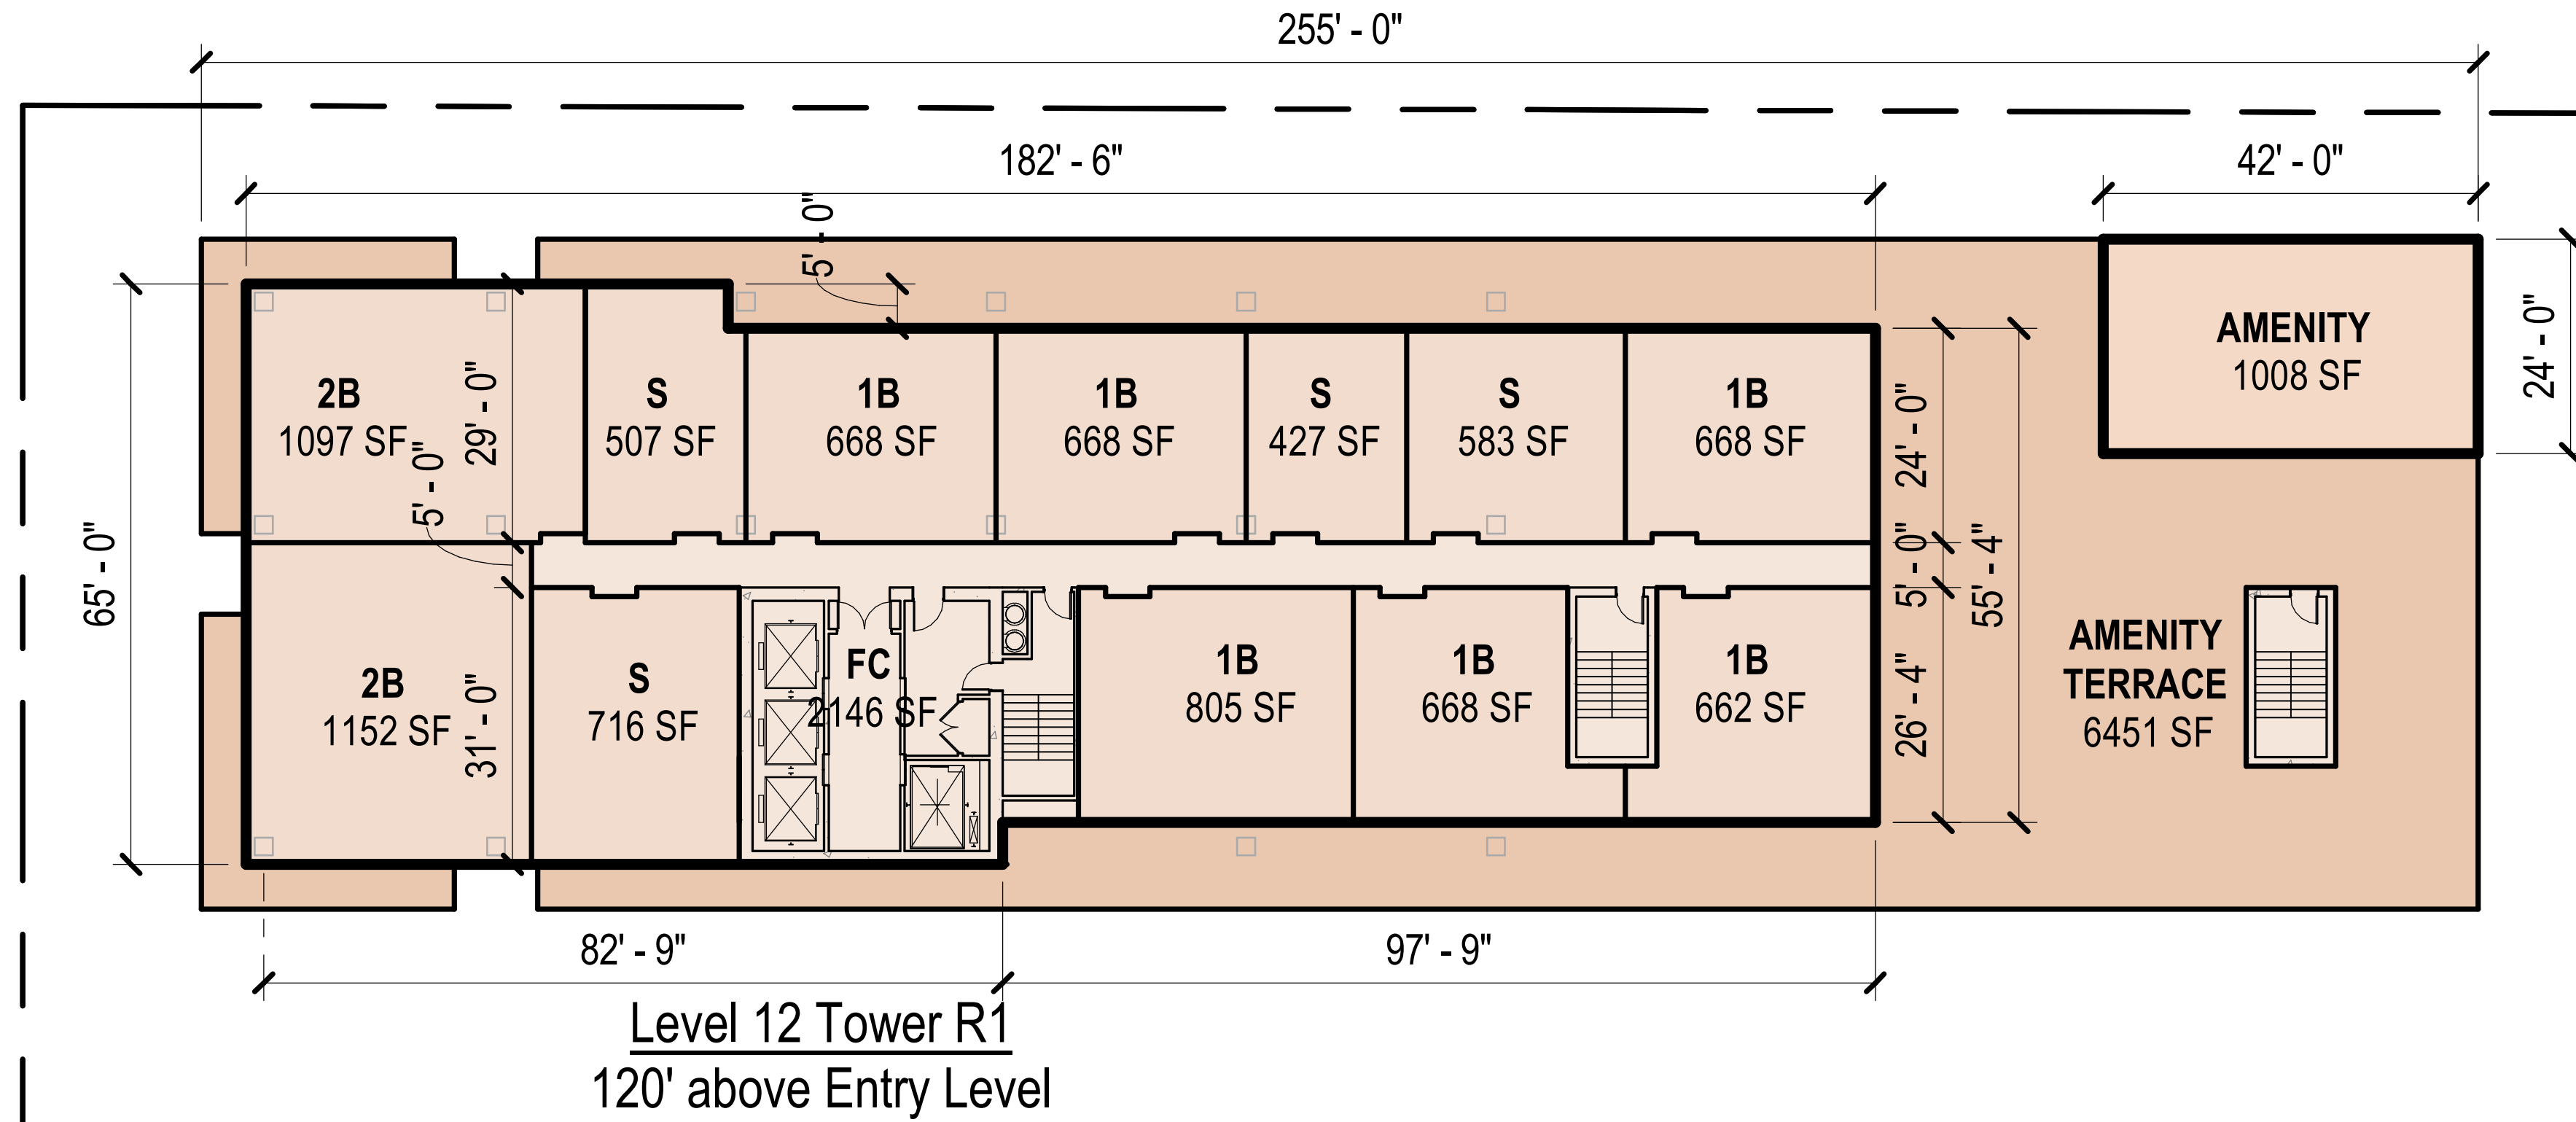 255' - 0"
182' - 6"
42' - 0"
5' - 0"
24' - 0"
AMENITY
1008 SF
2B
1097 SF
29' - 0"
S
507 SF
1B
668 SF
1B
668 SF
S
427 SF
S
583 SF
1B
668 SF
24' - 0"
5' - 0"
65' - 0"
5' - 0"
55' - 4"
2B
1152 SF
31' - 0"
S
716 SF
FC
2146 SF
1B
805 SF
1B
668 SF
1B
662 SF
26' - 4"
AMENITY
TERRACE
6451 SF
82' - 9"
97' - 9"
Level 12 Tower R1
120' above Entry Level